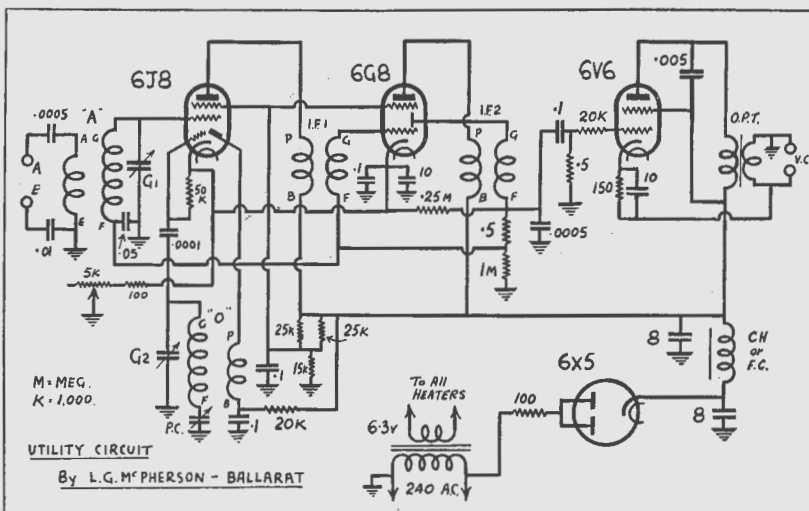 6J8
6G8
6V6
.005
.0005
"A"
A
G
G1
A
E
E
F
.01
.05
50
K
.0001
I.F.1
P
G
B
F
.1
10
I.F.2
P
G
B
F
.25M
.5
1M
.0005
.1
20K
.5
150
10
O.P.T.
V.C.
5K
100
"O"
G
P
G2
F
B
P.C.
.1
20K
25K
25K
15K
.1
8
CH
or
F.C.
8
6X5
100
To All
HEATERS
6.3V
240 A.C.
M = MEG.
K = 1,000.
UTILITY CIRCUIT
By L.G. McPHERSON - BALLARAT